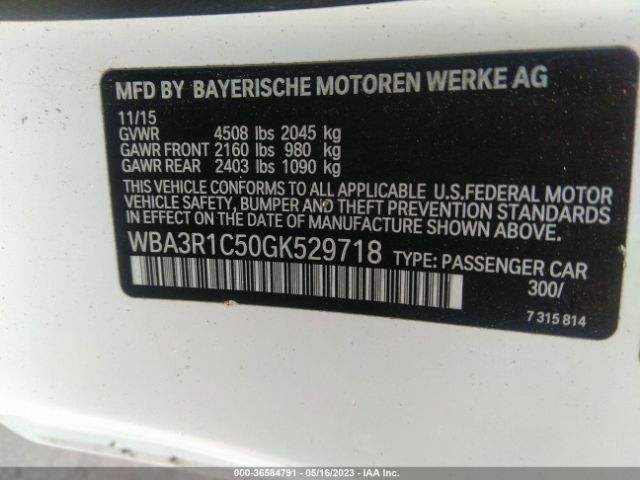 MFD BY BAYERISCHE MOTOREN WERKE AG
11/15
GVWR 4508 lbs 2045 kg
GAWR FRONT 2160 lbs 980 kg
GAWR REAR 2403 lbs 1090 kg
THIS VEHICLE CONFORMS TO ALL APPLICABLE U.S.FEDERAL MOTOR
VEHICLE SAFETY, BUMPER AND THEFT PREVENTION STANDARDS
IN EFFECT ON THE DATE OF MANUFACTURE SHOWN ABOVE.
WBA3R1C50GK529718 TYPE: PASSENGER CAR
300/
7 315 814
000-36584791 - 05/16/2023 - IAA Inc.